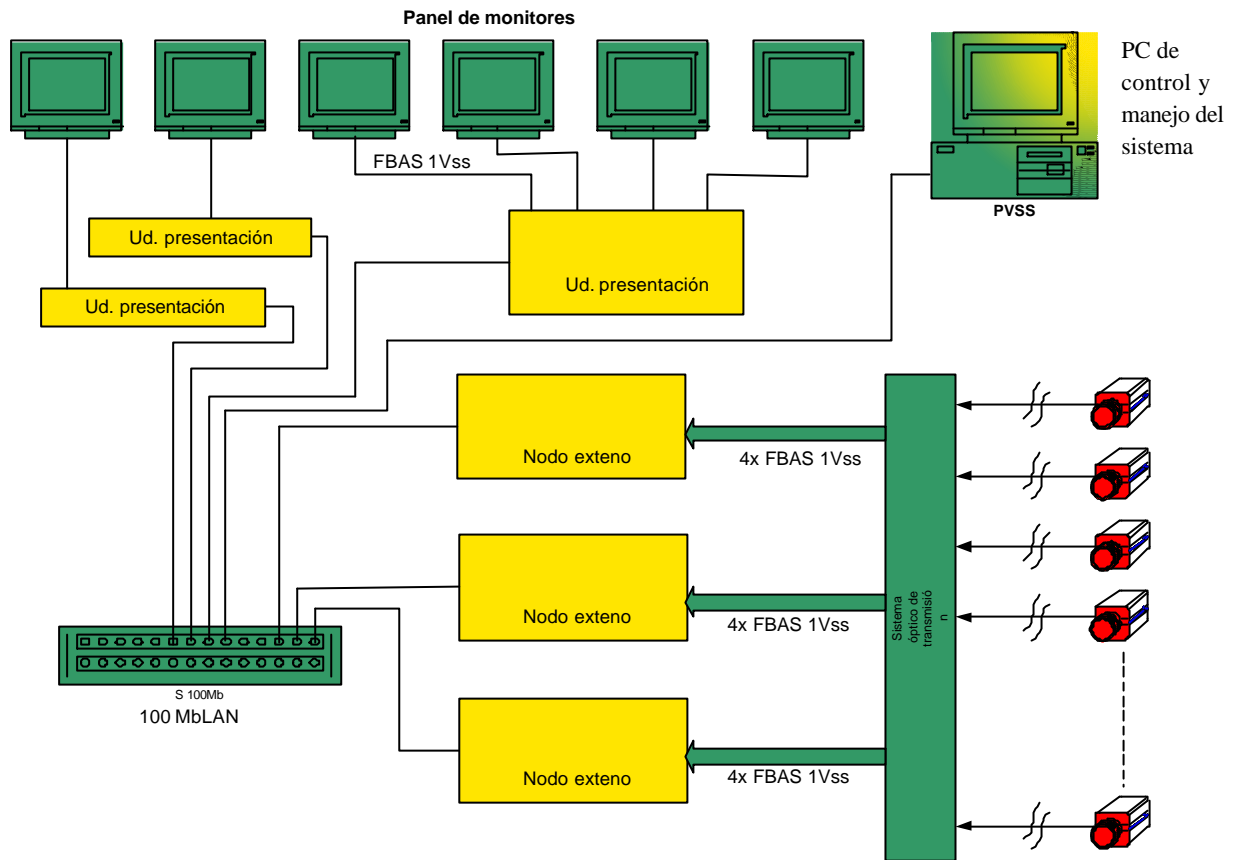 Panel de monitores
PC de
control y
manejo del
sistema
FBAS 1Vss
PVSS
Ud. presentación
Ud. presentación
Ud. presentación
Nodo exteno
4x FBAS 1Vss
Nodo exteno
4x FBAS 1Vss
Sistema
óptico de
transmisió
n
S 100Mb
100 MbLAN
Nodo exteno
4x FBAS 1Vss